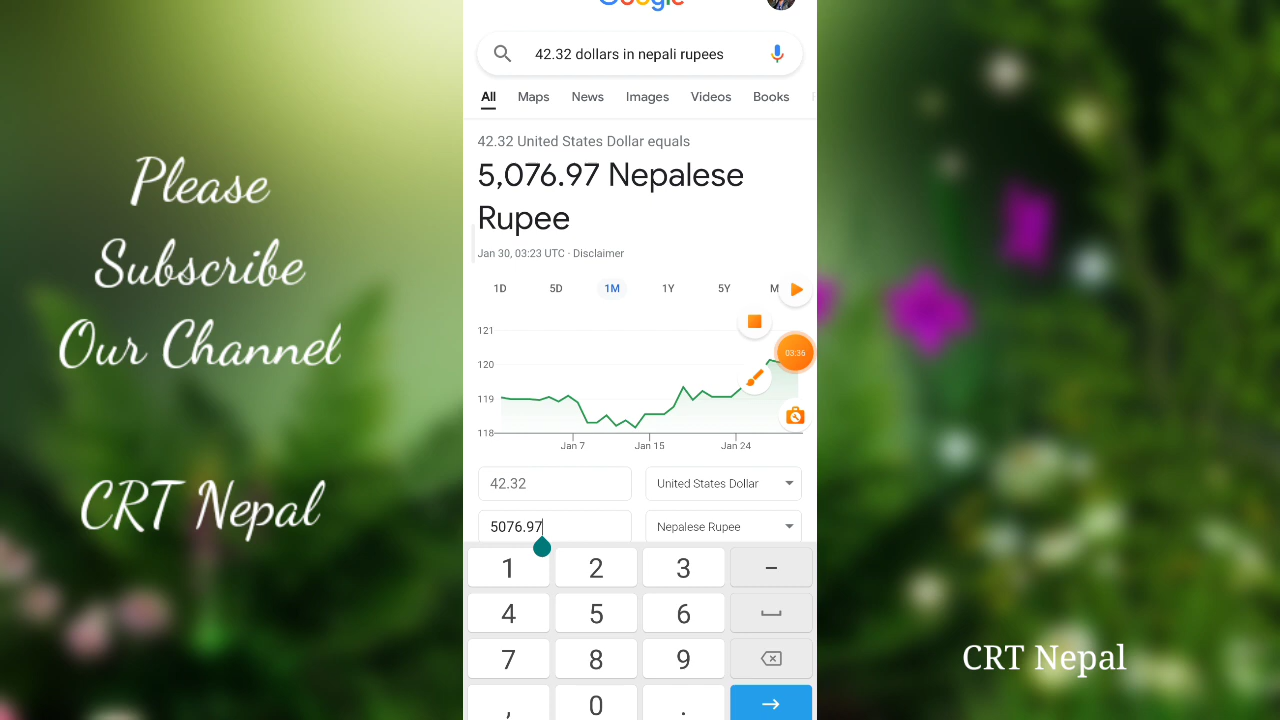 Please
Subscribe
Our Channel
CRT Nepal
Google
42.32 dollars in nepali rupees
All Maps News Images Videos Books
42.32 United States Dollar equals
5,076.97 Nepalese
Rupee
Jan 30, 03:23 UTC · Disclaimer
1D 5D 1M 1Y 5Y M
121
120
03:36
119
118
Jan 7 Jan 15 Jan 24
42.32 United States Dollar
5076.97 Nepalese Rupee
1 2 3 –
4 5 6
7 8 9
, 0 .
CRT Nepal